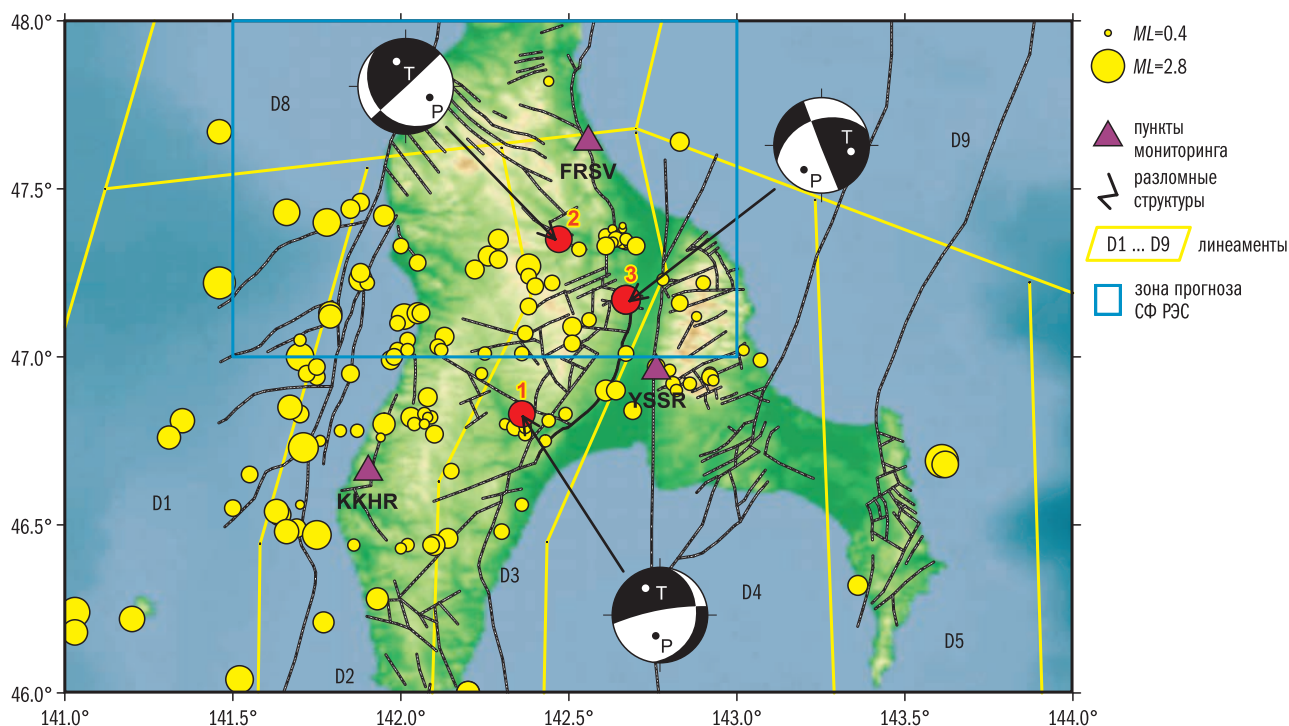 48.0°
47.5°
47.0°
46.5°
46.0°
141.0°
141.5°
142.0°
142.5°
143.0°
143.5°
144.0°
D8
D9
D1
D2
D3
D4
D5
T
P
T
P
T
P
FRSV
YSSR
KKHR
2
3
1
ML=0.4
ML=2.8
пункты
мониторинга
разломные
структуры
D1 ... D9 линеаменты
зона прогноза
СФ РЭС